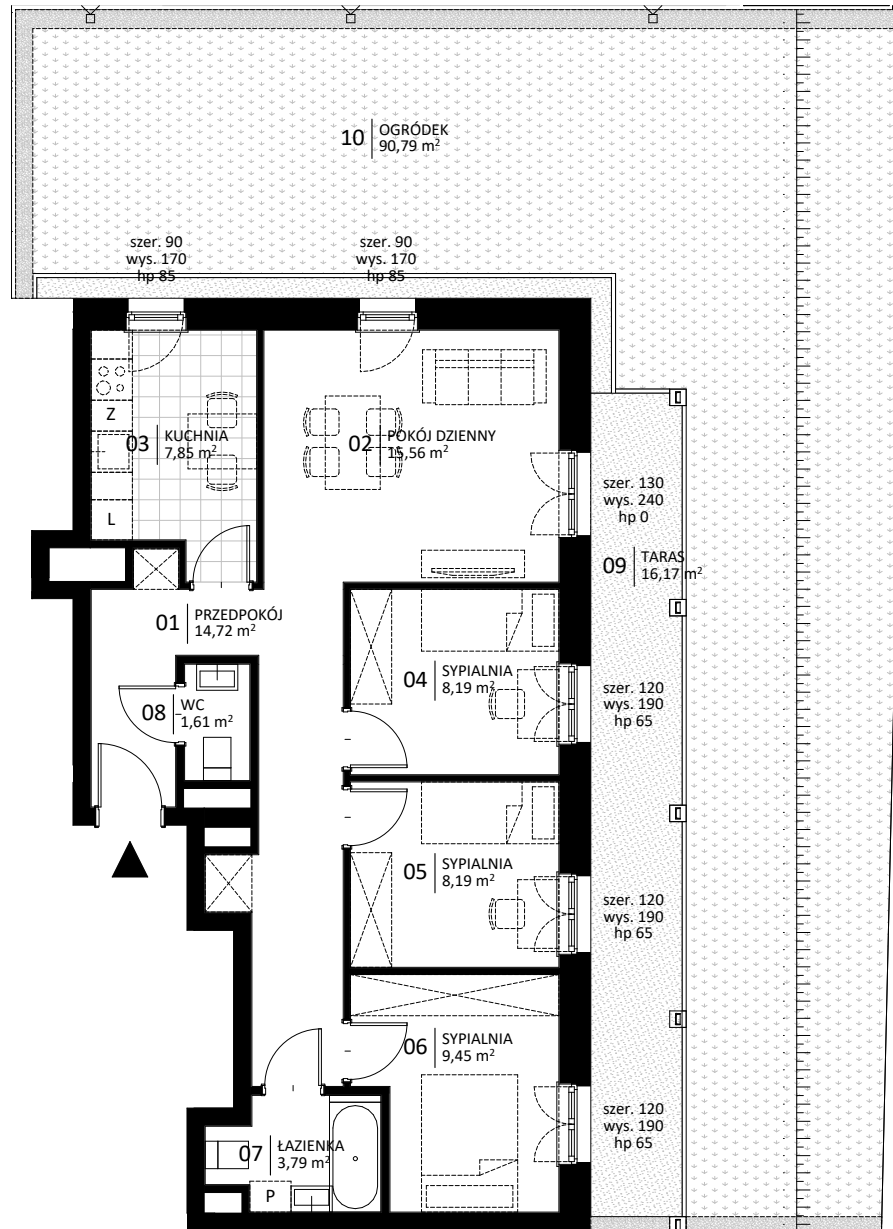 10 OGRÓDEK
90,79 m²
szer. 90
wys. 170
hp 85
szer. 90
wys. 170
hp 85
Z
03 KUCHNIA
7,85 m²
L
02 POKÓJ DZIENNY
15,56 m²
szer. 130
wys. 240
hp 0
09 TARAS
16,17 m²
01 PRZEDPOKÓJ
14,72 m²
04 SYPIALNIA
8,19 m²
szer. 120
wys. 190
hp 65
08 WC
1,61 m²
05 SYPIALNIA
8,19 m²
szer. 120
wys. 190
hp 65
06 SYPIALNIA
9,45 m²
szer. 120
wys. 190
hp 65
07 ŁAZIENKA
3,79 m²
P